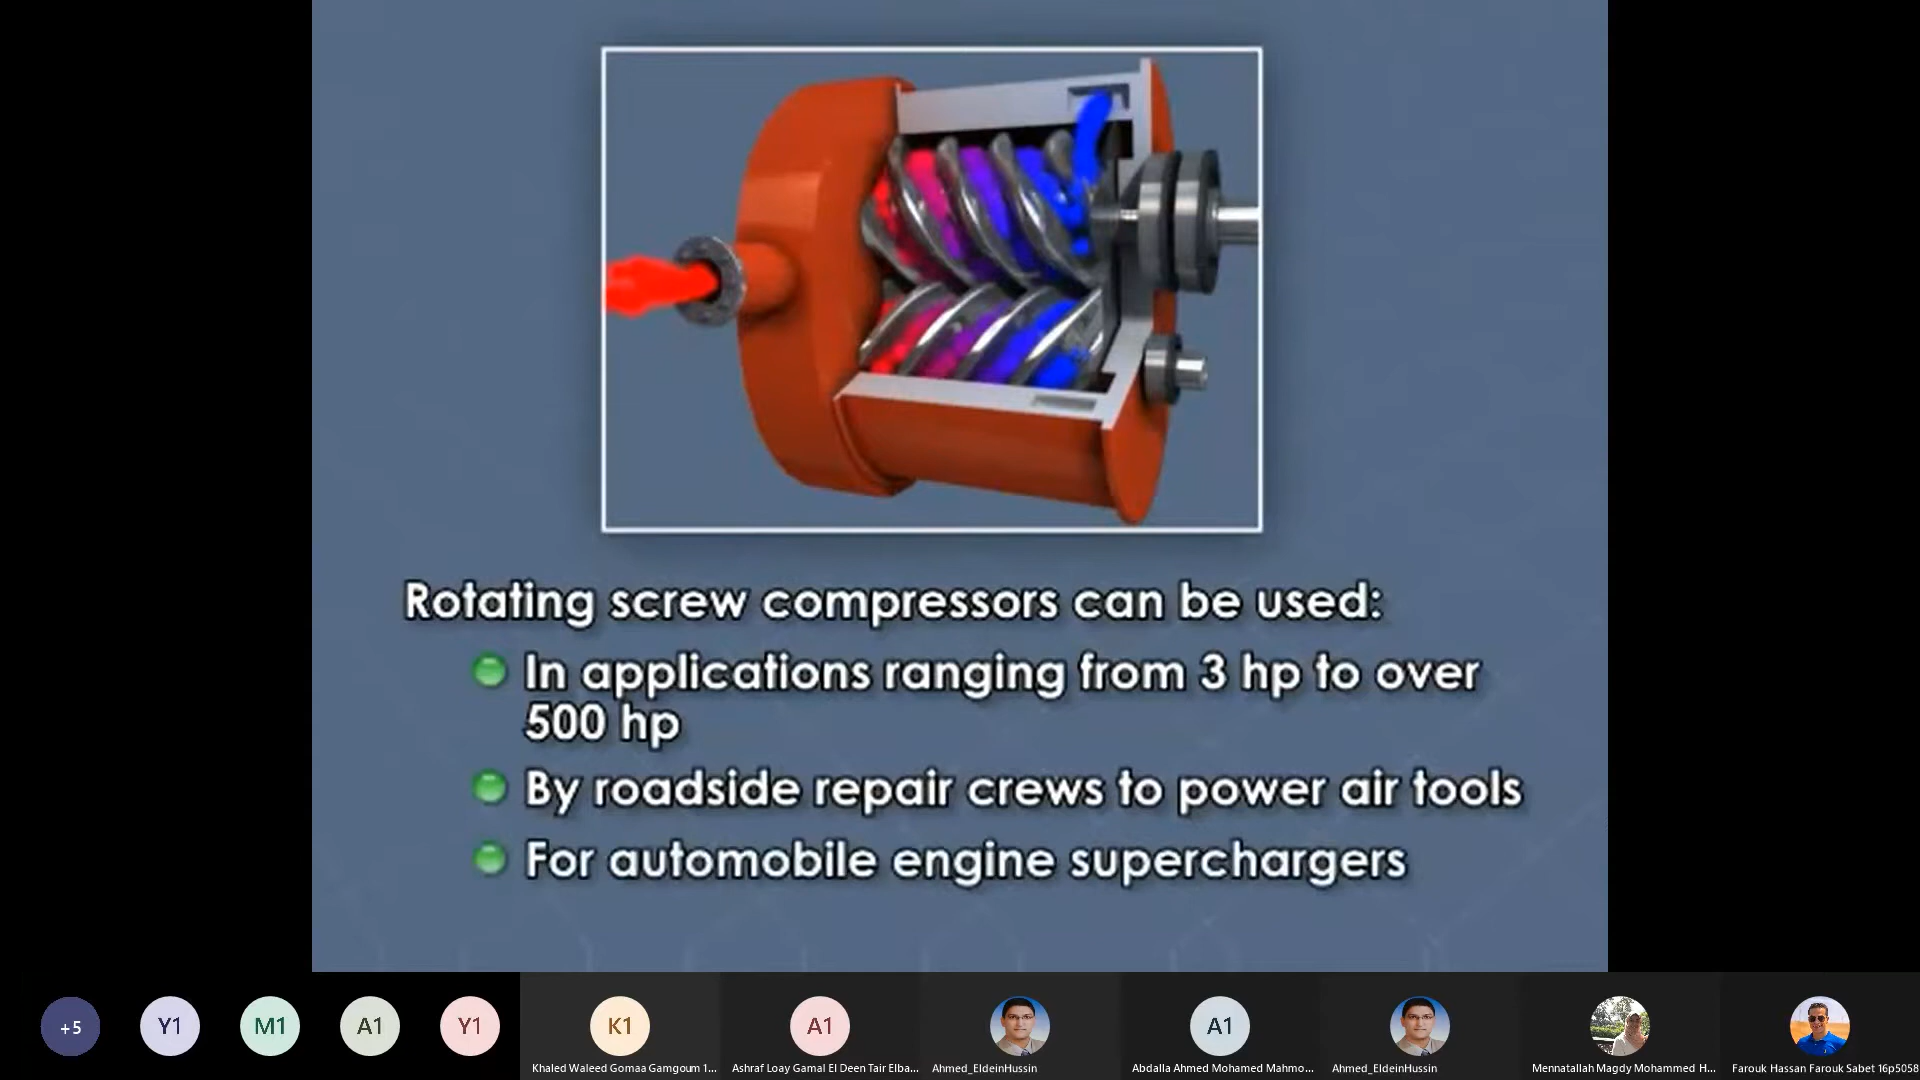 Rotating screw compressors can be used:
In applications ranging from 3 hp to over
500 hp
By roadside repair crews to power air tools
For automobile engine superchargers
+5
Y1
M1
A1
Y1
K1
A1
A1
Khaled Waleed Gomaa Gamgoum 1...
Ashraf Loay Gamal El Deen Tair Elba...
Ahmed_EldeinHussin
Abdalla Ahmed Mohamed Mahmo...
Ahmed_EldeinHussin
Mennatallah Magdy Mohammed H...
Farouk Hassan Farouk Sabet 16p5058